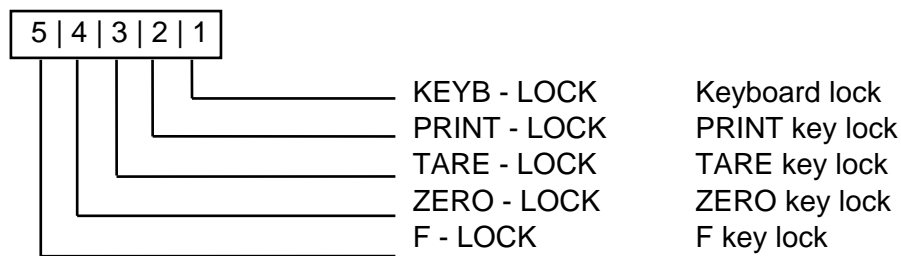 5 | 4 | 3 | 2 | 1
KEYB - LOCK Keyboard lock
PRINT - LOCK PRINT key lock
TARE - LOCK TARE key lock
ZERO - LOCK ZERO key lock
F - LOCK F key lock